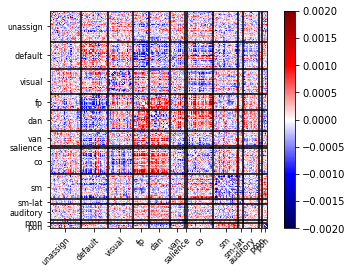 unassign
default
visual
fp
dan
van
salience
co
sm
sm-lat
auditory
pmn
pon
unassign
default
visual
fp
dan
van
salience
co
sm
sm-lat
auditory
0.0020
0.0015
0.0010
0.0005
0.0000
−0.0005
−0.0010
−0.0015
−0.0020